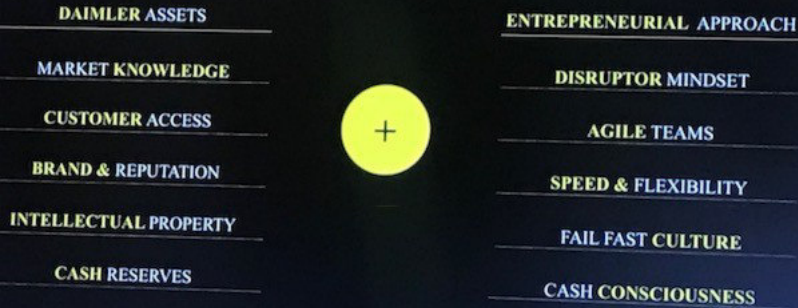 DAIMLER ASSETS
MARKET KNOWLEDGE
CUSTOMER ACCESS
BRAND & REPUTATION
INTELLECTUAL PROPERTY
CASH RESERVES
+
ENTREPRENEURIAL APPROACH
DISRUPTOR MINDSET
AGILE TEAMS
SPEED & FLEXIBILITY
FAIL FAST CULTURE
CASH CONSCIOUSNESS